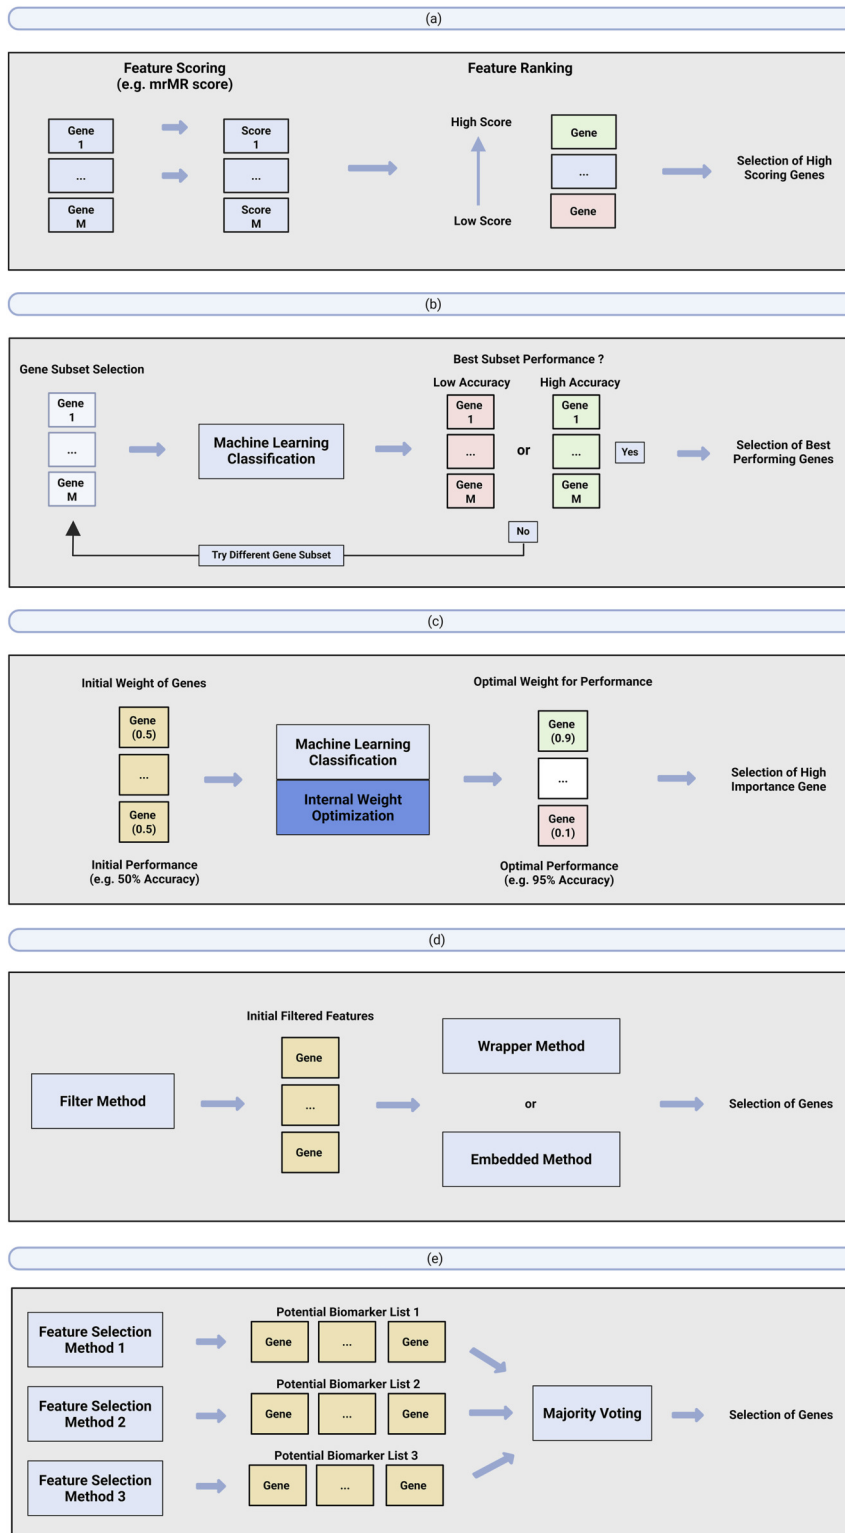 (a)
Feature Scoring
(e.g. mrMR score)
Feature Ranking
Gene
1
...
Gene
M
Score
1
...
Score
M
High Score
Low Score
Gene
...
Gene
Selection of High
Scoring Genes
(b)
Gene Subset Selection
Gene
1
...
Gene
M
Machine Learning
Classification
Best Subset Performance ?
Low Accuracy
High Accuracy
Gene
1
...
Gene
M
or
Gene
1
...
Gene
M
Yes
No
Try Different Gene Subset
Selection of Best
Performing Genes
(c)
Initial Weight of Genes
Gene
(0.5)
...
Gene
(0.5)
Initial Performance
(e.g. 50% Accuracy)
Machine Learning
Classification
Internal Weight
Optimization
Optimal Weight for Performance
Gene
(0.9)
...
Gene
(0.1)
Optimal Performance
(e.g. 95% Accuracy)
Selection of High
Importance Gene
(d)
Filter Method
Initial Filtered Features
Gene
...
Gene
Wrapper Method
or
Embedded Method
Selection of Genes
(e)
Feature Selection
Method 1
Potential Biomarker List 1
Gene
...
Gene
Feature Selection
Method 2
Potential Biomarker List 2
Gene
...
Gene
Feature Selection
Method 3
Potential Biomarker List 3
Gene
...
Gene
Majority Voting
Selection of Genes